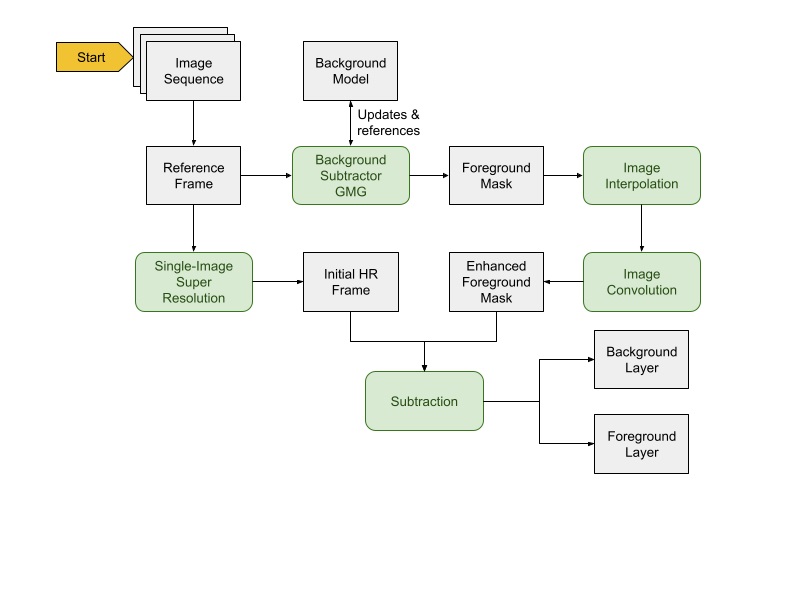 Start
Image
Sequence
Background
Model
Updates &
references
Reference
Frame
Background
Subtractor
GMG
Foreground
Mask
Image
Interpolation
Single-Image
Super
Resolution
Initial HR
Frame
Enhanced
Foreground
Mask
Image
Convolution
Background
Layer
Subtraction
Foreground
Layer